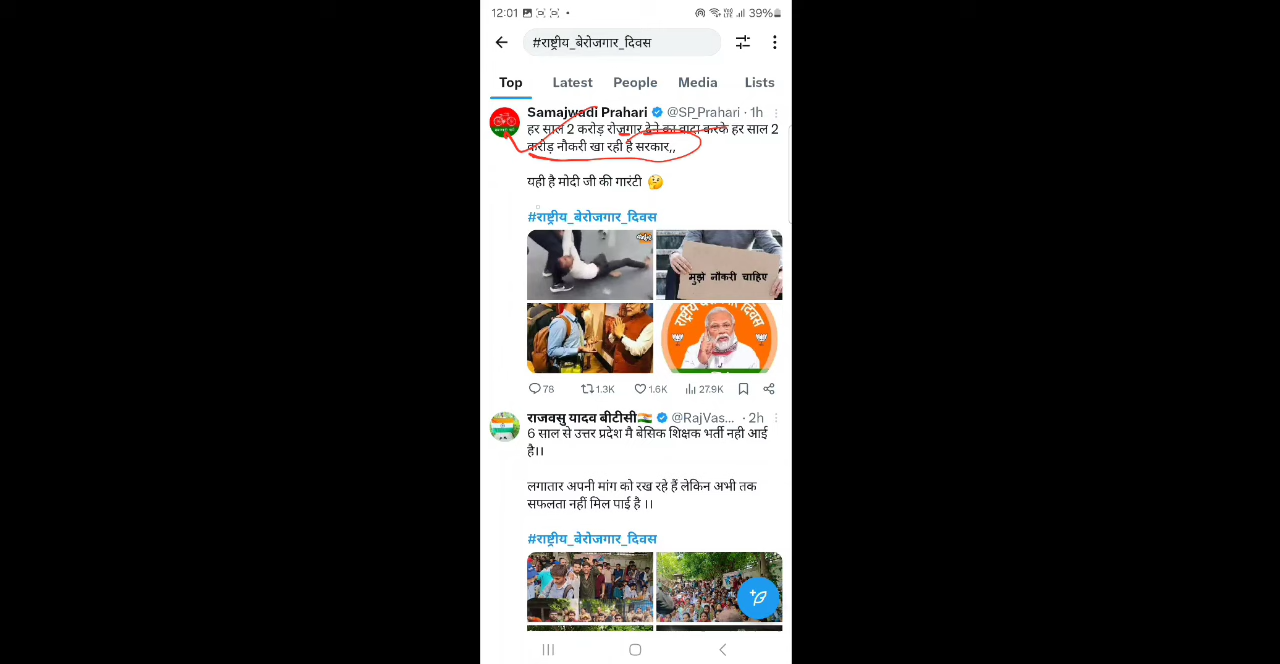 12:01
39%
#राष्ट्रीय_बेरोजगार_दिवस
Top Latest People Media Lists
Samajwadi Prahari @SP_Prahari · 1h
हर साल 2 करोड़ रोजगार देने का वादा करके हर साल 2
करोड़ नौकरी खा रही है सरकार,,
यही है मोदी जी की गारंटी 🤔
#राष्ट्रीय_बेरोजगार_दिवस
मुझे नौकरी चाहिए
राष्ट्रीय बेरोजगार दिवस
78 1.3K 1.6K 27.9K
राजवसु यादव बीटीसी🇮🇳 @RajVas... · 2h
6 साल से उत्तर प्रदेश मै बेसिक शिक्षक भर्ती नही आई
है।।
लगातार अपनी मांग को रख रहे हैं लेकिन अभी तक
सफलता नहीं मिल पाई है ।।
#राष्ट्रीय_बेरोजगार_दिवस